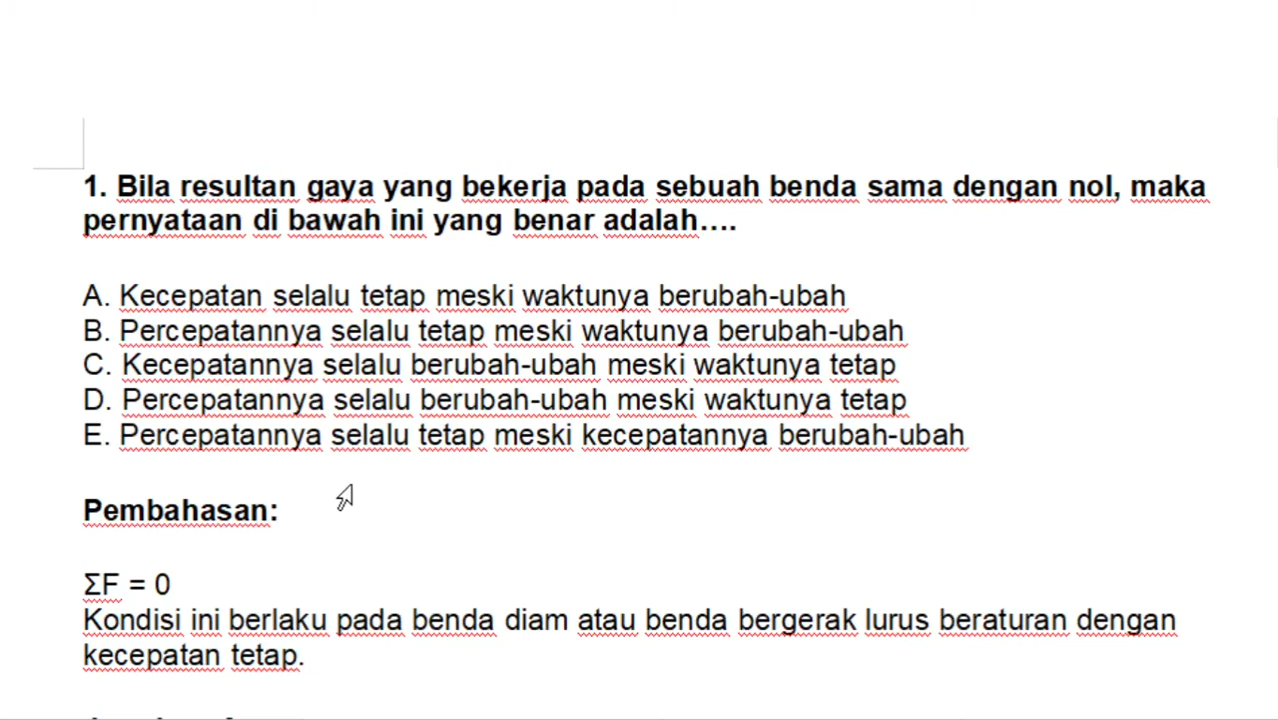 1. Bila resultan gaya yang bekerja pada sebuah benda sama dengan nol, maka
pernyataan di bawah ini yang benar adalah….
A. Kecepatan selalu tetap meski waktunya berubah-ubah
B. Percepatannya selalu tetap meski waktunya berubah-ubah
C. Kecepatannya selalu berubah-ubah meski waktunya tetap
D. Percepatannya selalu berubah-ubah meski waktunya tetap
E. Percepatannya selalu tetap meski kecepatannya berubah-ubah
Pembahasan:
ΣF = 0
Kondisi ini berlaku pada benda diam atau benda bergerak lurus beraturan dengan
kecepatan tetap.